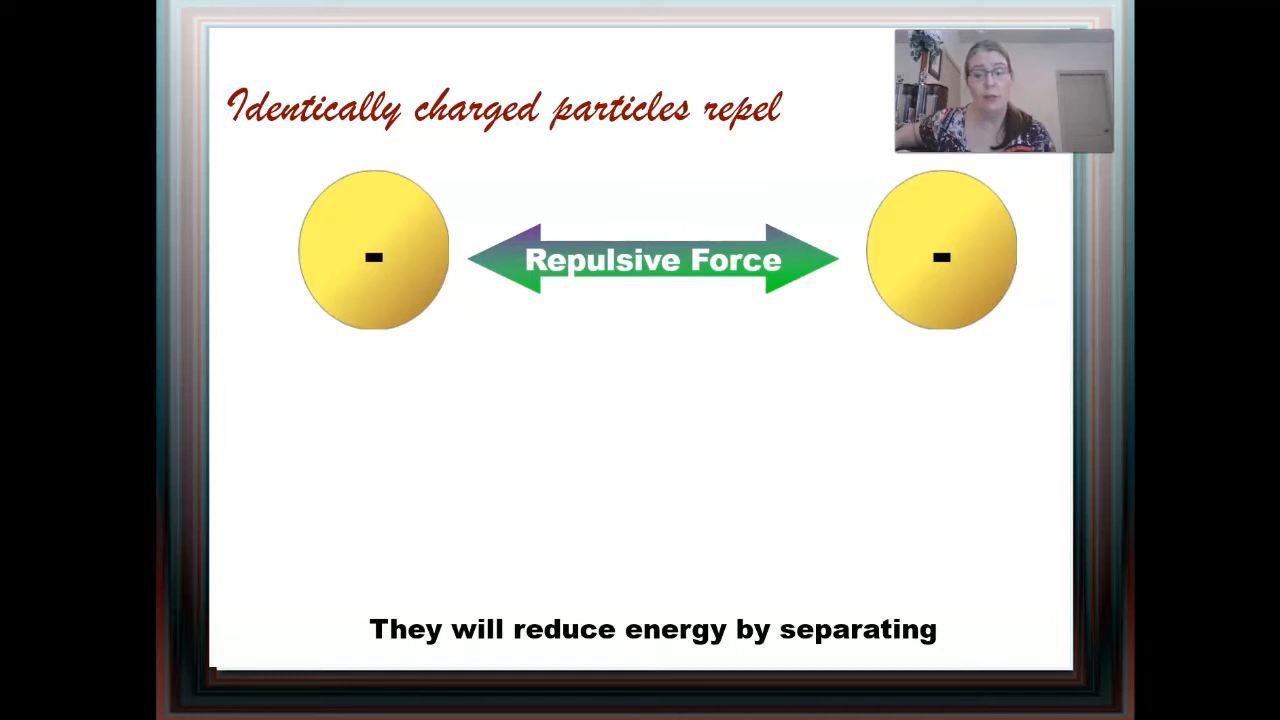 Identically charged particles repel
- Repulsive Force -
They will reduce energy by separating